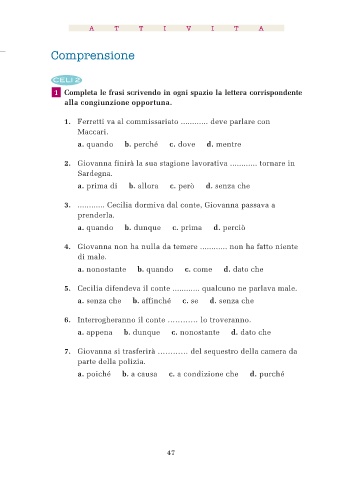 A T T I V I T A
Comprensione
CELI 2
1 Completa le frasi scrivendo in ogni spazio la lettera corrispondente
alla congiunzione opportuna.
1. Ferretti va al commissariato ............ deve parlare con
Maccari.
a. quando b. perché c. dove d. mentre
2. Giovanna finirà la sua stagione lavorativa ............ tornare in
Sardegna.
a. prima di b. allora c. però d. senza che
3. ............ Cecilia dormiva dal conte, Giovanna passava a
prenderla.
a. quando b. dunque c. prima d. perciò
4. Giovanna non ha nulla da temere ............ non ha fatto niente
di male.
a. nonostante b. quando c. come d. dato che
5. Cecilia difendeva il conte ............ qualcuno ne parlava male.
a. senza che b. affinché c. se d. senza che
6. Interrogheranno il conte ............ lo troveranno.
a. appena b. dunque c. nonostante d. dato che
7. Giovanna si trasferirà ............ del sequestro della camera da
parte della polizia.
a. poiché b. a causa c. a condizione che d. purché
47